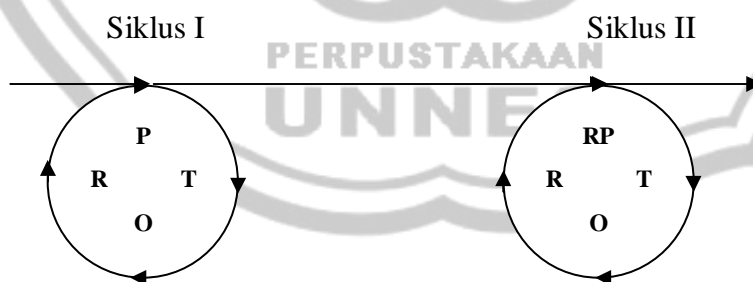 Siklus I Siklus II
PERPUSTAKAAN
UNNES
P RP
R T R T
O O